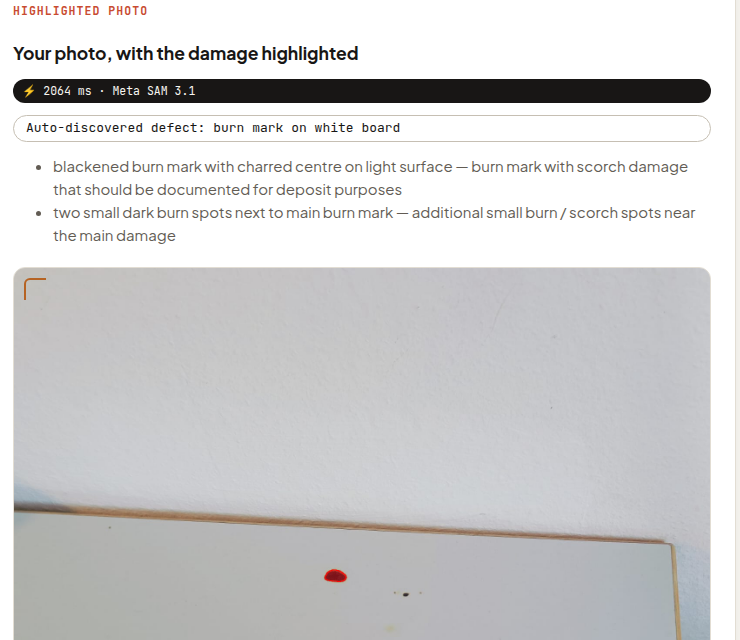 HIGHLIGHTED PHOTO
Your photo, with the damage highlighted
⚡ 2064 ms · Meta SAM 3.1
Auto-discovered defect: burn mark on white board
• blackened burn mark with charred centre on light surface — burn mark with scorch damage
that should be documented for deposit purposes
• two small dark burn spots next to main burn mark — additional small burn / scorch spots near
the main damage